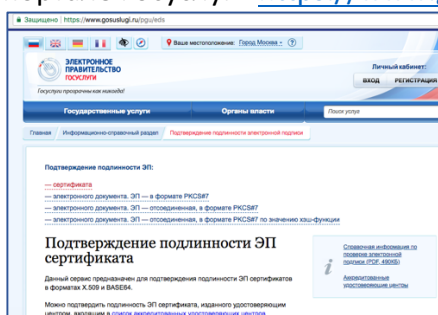 Защищено https://www.gosuslugi.ru/pgu/eds
Ваше местоположение: Город Москва
ЭЛЕКТРОННОЕ
ПРАВИТЕЛЬСТВО
ГОСУСЛУГИ
Госуслуги прозрачны как никогда!
Личный кабинет:
ВХОД РЕГИСТРАЦИЯ
Государственные услуги Органы власти Поиск услуг
Главная Информационно-справочный раздел Подтверждение подлинности электронной подписи
Подтверждение подлинности ЭП:
— сертификата
— электронного документа. ЭП — в формате PKCS#7
— электронного документа. ЭП — отсоединенная, в формате PKCS#7
— электронного документа. ЭП — отсоединенная, в формате PKCS#7 по значению хэш-функции
Подтверждение подлинности ЭП
сертификата
Данный сервис предназначен для подтверждения подлинности ЭП сертификатов
в форматах X.509 и BASE64.
Можно подтвердить подлинность ЭП сертификата, изданного удостоверяющим
центром, входящим в список аккредитованных удостоверяющих центров
Справочная информация по
проверке электронной
подписи (PDF, 490КБ)
Аккредитованные
удостоверяющие центры